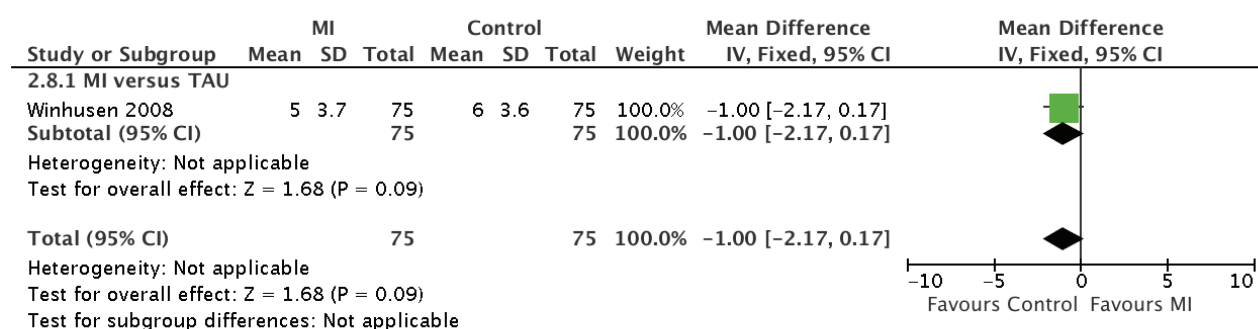 MI Control Mean Difference Mean Difference
Study or Subgroup Mean SD Total Mean SD Total Weight IV, Fixed, 95% CI IV, Fixed, 95% CI
2.8.1 MI versus TAU
Winhusen 2008 5 3.7 75 6 3.6 75 100.0% −1.00 [−2.17, 0.17]
Subtotal (95% CI) 75 75 100.0% −1.00 [−2.17, 0.17]
Heterogeneity: Not applicable
Test for overall effect: Z = 1.68 (P = 0.09)
Total (95% CI) 75 75 100.0% −1.00 [−2.17, 0.17]
Heterogeneity: Not applicable
Test for overall effect: Z = 1.68 (P = 0.09)
Test for subgroup differences: Not applicable
−10 −5 0 5 10
Favours Control Favours MI